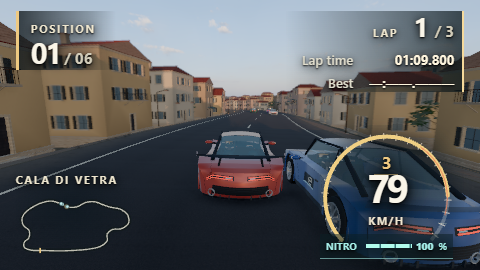 POSITION
01 / 06
LAP 1 / 3
Lap time 01:09.800
Best --:--.---
CALA DI VETRA
3
79
KM/H
NITRO 100 %